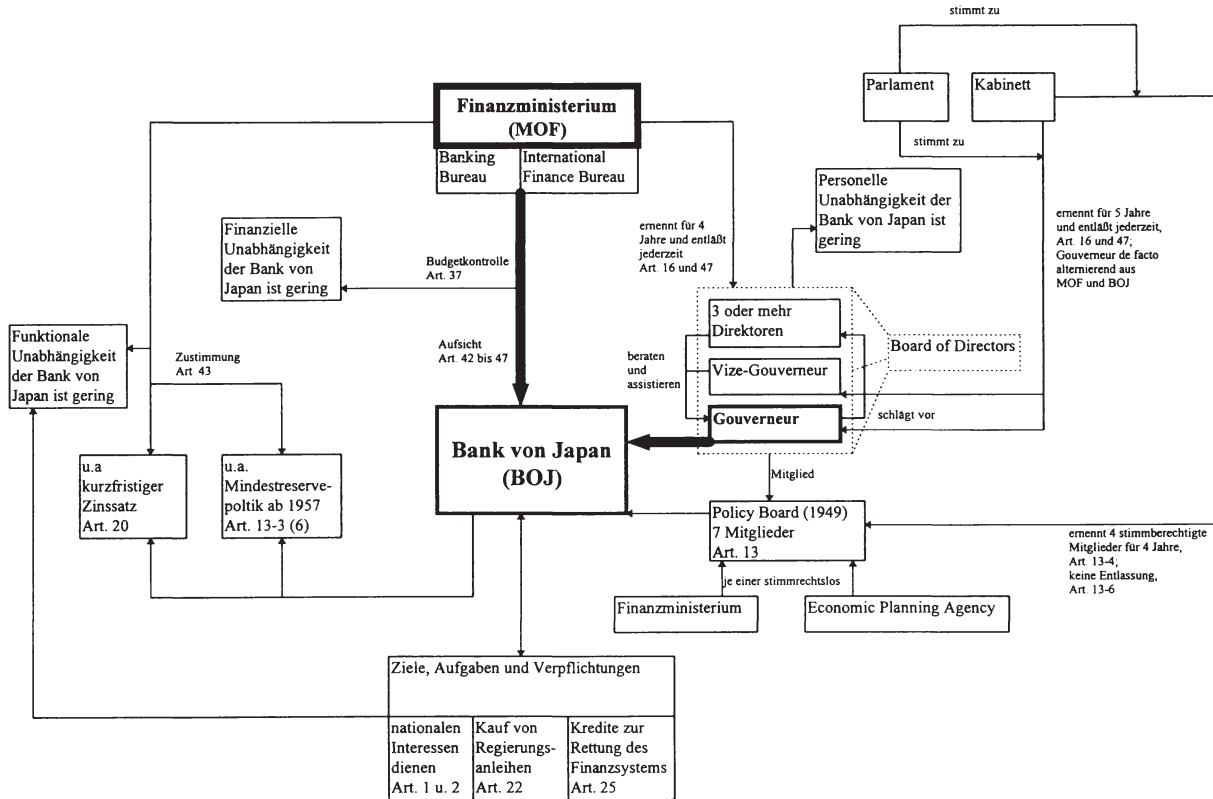 stimmt zu
Parlament
Kabinett
stimmt zu
Finanzministerium
(MOF)
Banking
Bureau
International
Finance Bureau
Personelle
Unabhängigkeit der
Bank von Japan ist
gering
ernennt für 5 Jahre
und entläßt jederzeit,
Art. 16 und 47;
Gouverneur de facto
alternierend aus
MOF und BOJ
ernennt für 4
Jahre und entläßt
jederzeit
Art. 16 und 47
Finanzielle
Unabhängigkeit
der Bank von
Japan ist gering
Budgetkontrolle
Art. 37
Funktionale
Unabhängigkeit
der Bank von
Japan ist gering
Zustimmung
Art 43
Aufsicht
Art. 42 bis 47
3 oder mehr
Direktoren
Board of Directors
beraten
und
assistieren
Vize-Gouverneur
Gouverneur
schlägt vor
Bank von Japan
(BOJ)
u.a
kurzfristiger
Zinssatz
Art. 20
u.a.
Mindestreserve-
poltik ab 1957
Art. 13-3 (6)
Mitglied
Policy Board (1949)
7 Mitglieder
Art. 13
ernennt 4 stimmberechtigte
Mitglieder für 4 Jahre,
Art. 13-4;
keine Entlassung,
Art. 13-6
je einer stimmrechtslos
Finanzministerium
Economic Planning Agency
Ziele, Aufgaben und Verpflichtungen
nationalen
Interessen
dienen
Art. 1 u. 2
Kauf von
Regierungs-
anleihen
Art. 22
Kredite zur
Rettung des
Finanzsystems
Art. 25